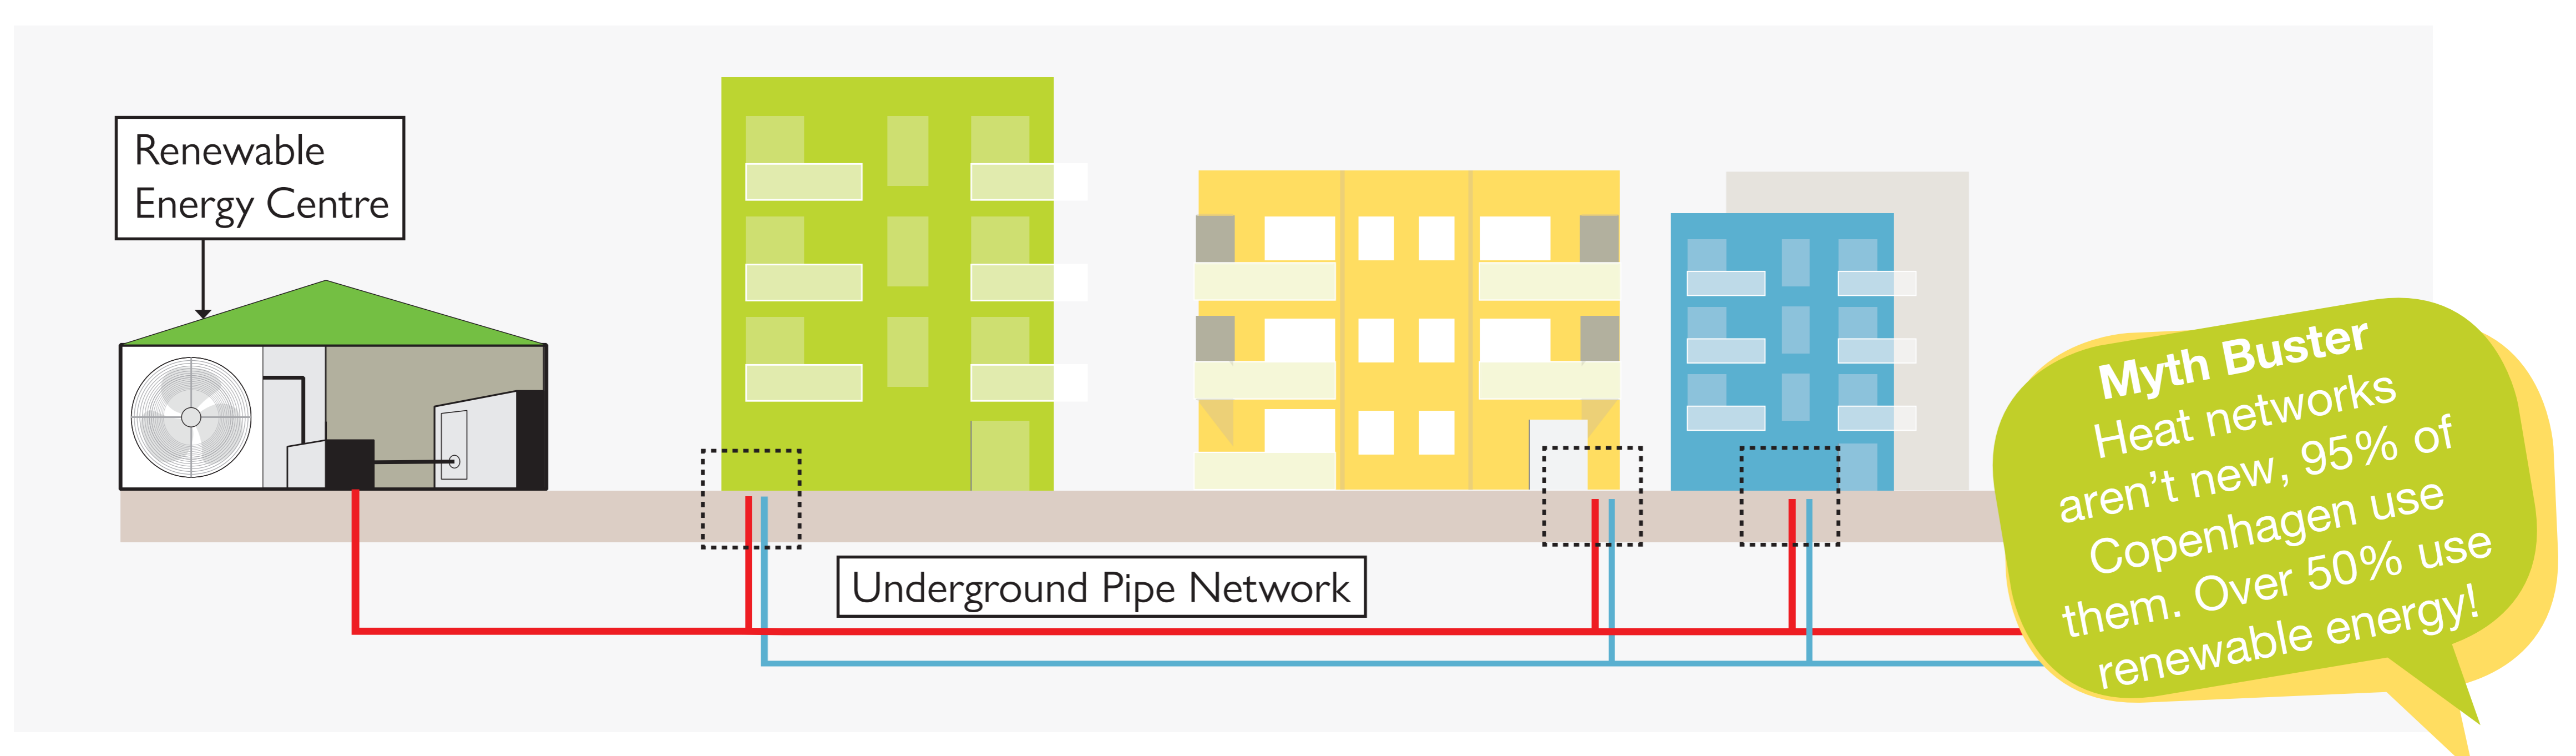 Renewable
Energy Centre
Underground Pipe Network
Myth Buster
Heat networks
aren't new, 95% of
Copenhagen use
them. Over 50% use
renewable energy!